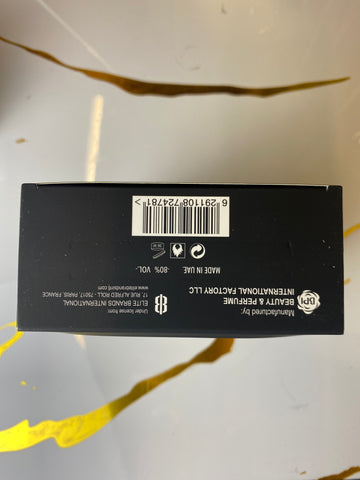 Manufactured by:
BEAUTY & PERFUME
INTERNATIONAL FACTORY LLC
BPI
Under license from:
ELITE BRANDS INTERNATIONAL
17, RUE ALFRED ROLL - 75017, PARIS, FRANCE
MADE IN UAE
-80% VOL.-
6 291108 724781 >